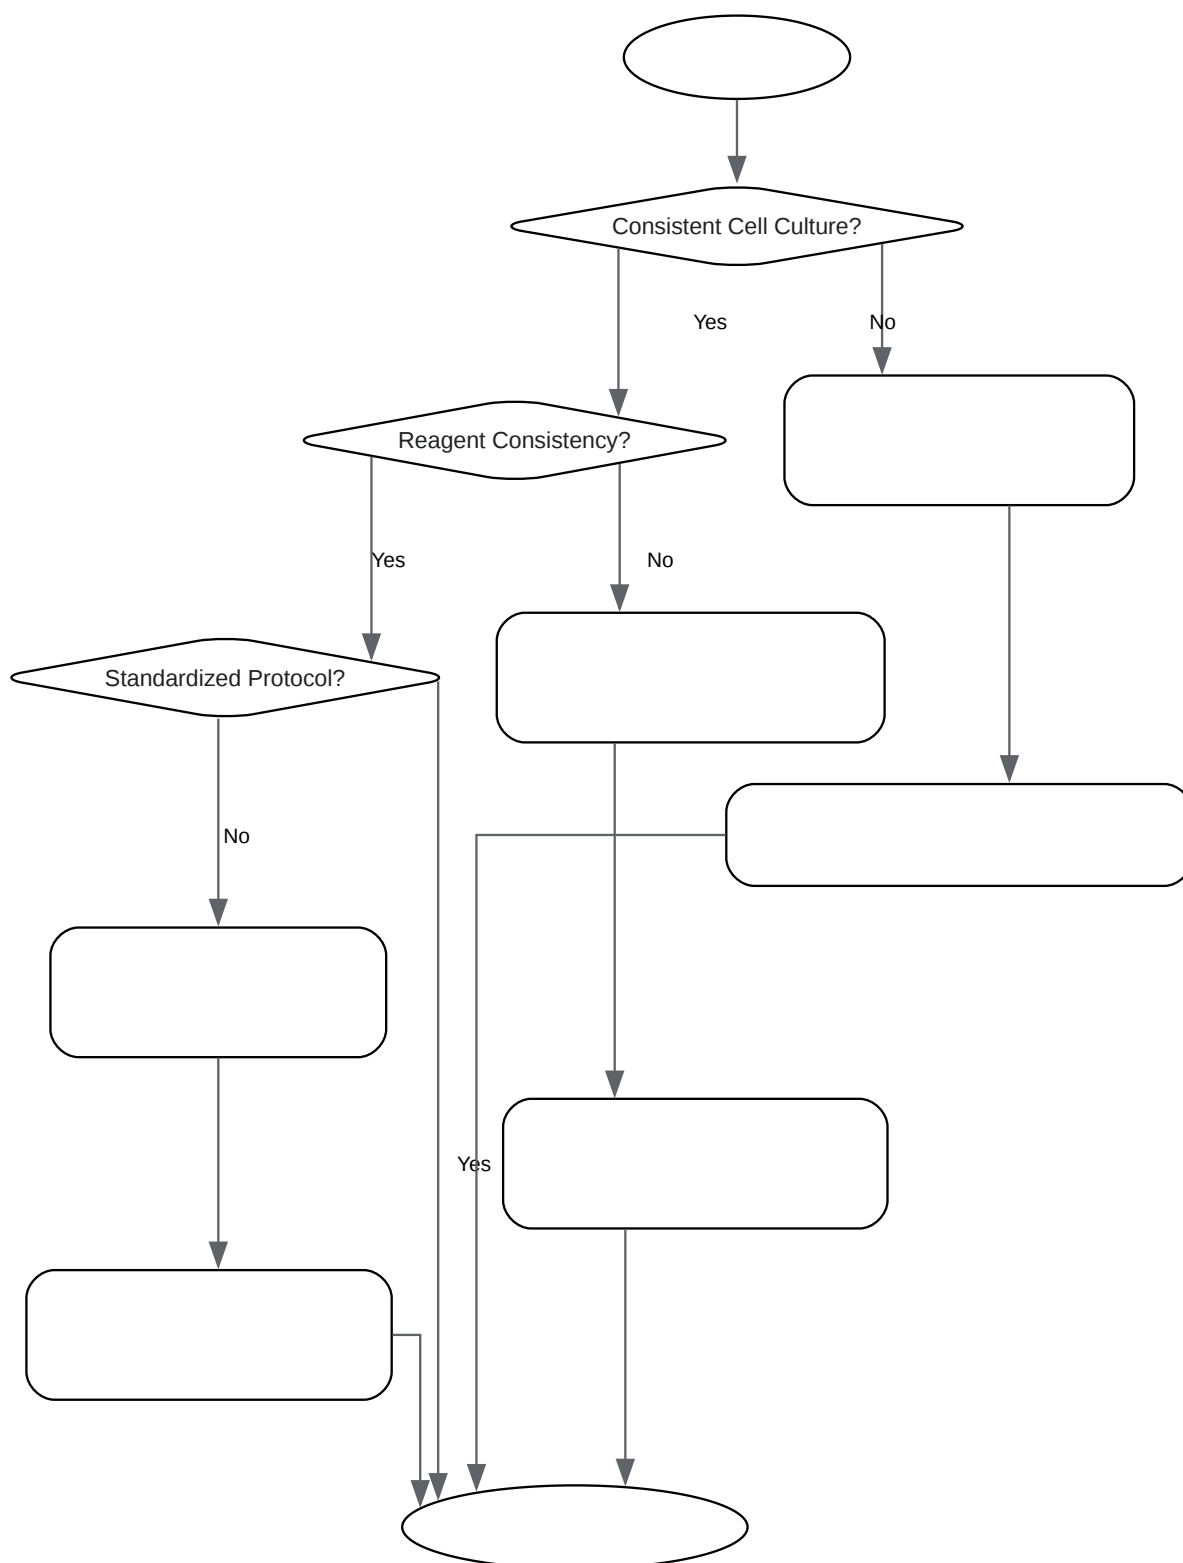 Consistent Cell Culture?
Yes
No
Reagent Consistency?
Yes
No
Standardized Protocol?
No
Yes